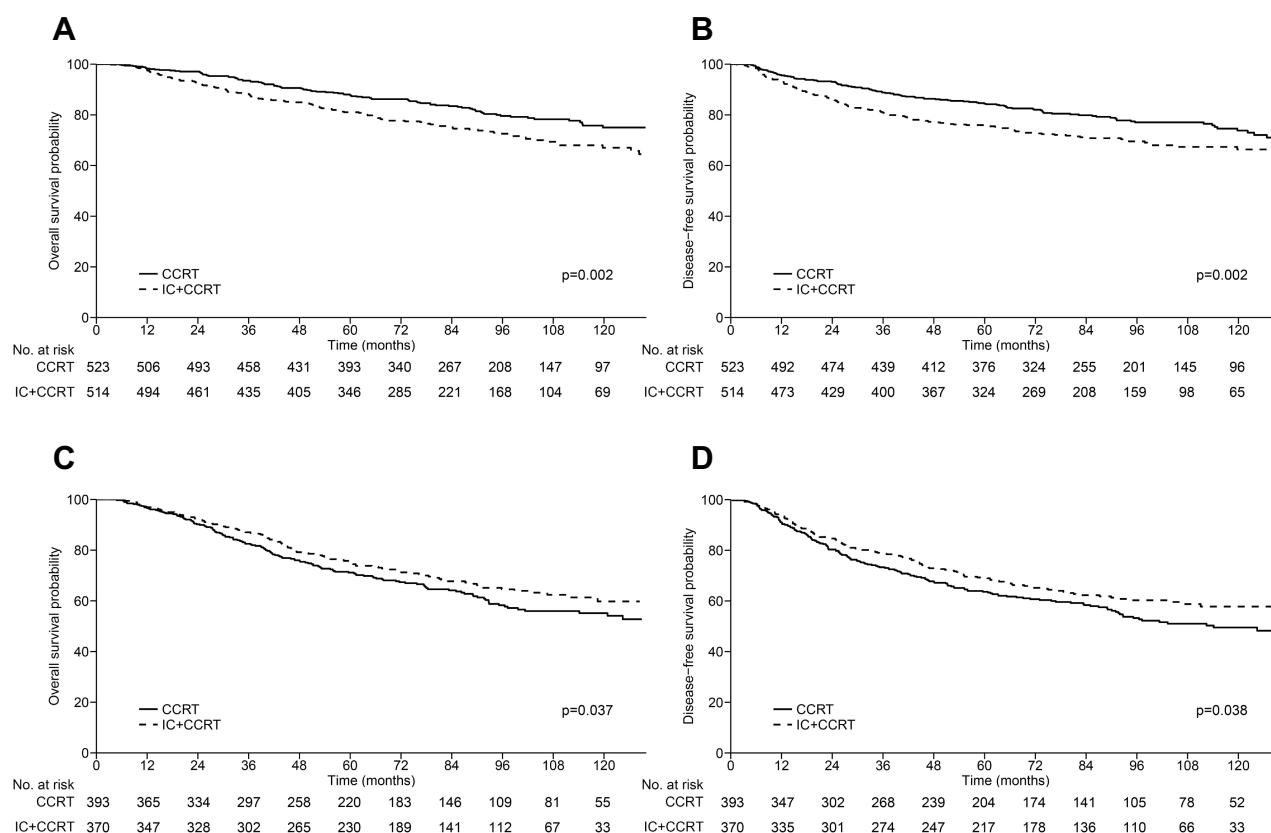 A
Overall survival probability
100
80
60
40
20
0
CCRT
IC+CCRT
p=0.002
0 12 24 36 48 60 72 84 96 108 120
Time (months)
No. at risk
CCRT 523 506 493 458 431 393 340 267 208 147 97
IC+CCRT 514 494 461 435 405 346 285 221 168 104 69
B
Disease−free survival probability
100
80
60
40
20
0
CCRT
IC+CCRT
p=0.002
0 12 24 36 48 60 72 84 96 108 120
Time (months)
No. at risk
CCRT 523 492 474 439 412 376 324 255 201 145 96
IC+CCRT 514 473 429 400 367 324 269 208 159 98 65
C
Overall survival probability
100
80
60
40
20
0
CCRT
IC+CCRT
p=0.037
0 12 24 36 48 60 72 84 96 108 120
Time (months)
No. at risk
CCRT 393 365 334 297 258 220 183 146 109 81 55
IC+CCRT 370 347 328 302 265 230 189 141 112 67 33
D
Disease−free survival probability
100
80
60
40
20
0
CCRT
IC+CCRT
p=0.038
0 12 24 36 48 60 72 84 96 108 120
Time (months)
No. at risk
CCRT 393 347 302 268 239 204 174 141 105 78 52
IC+CCRT 370 335 301 274 247 217 178 136 110 66 33